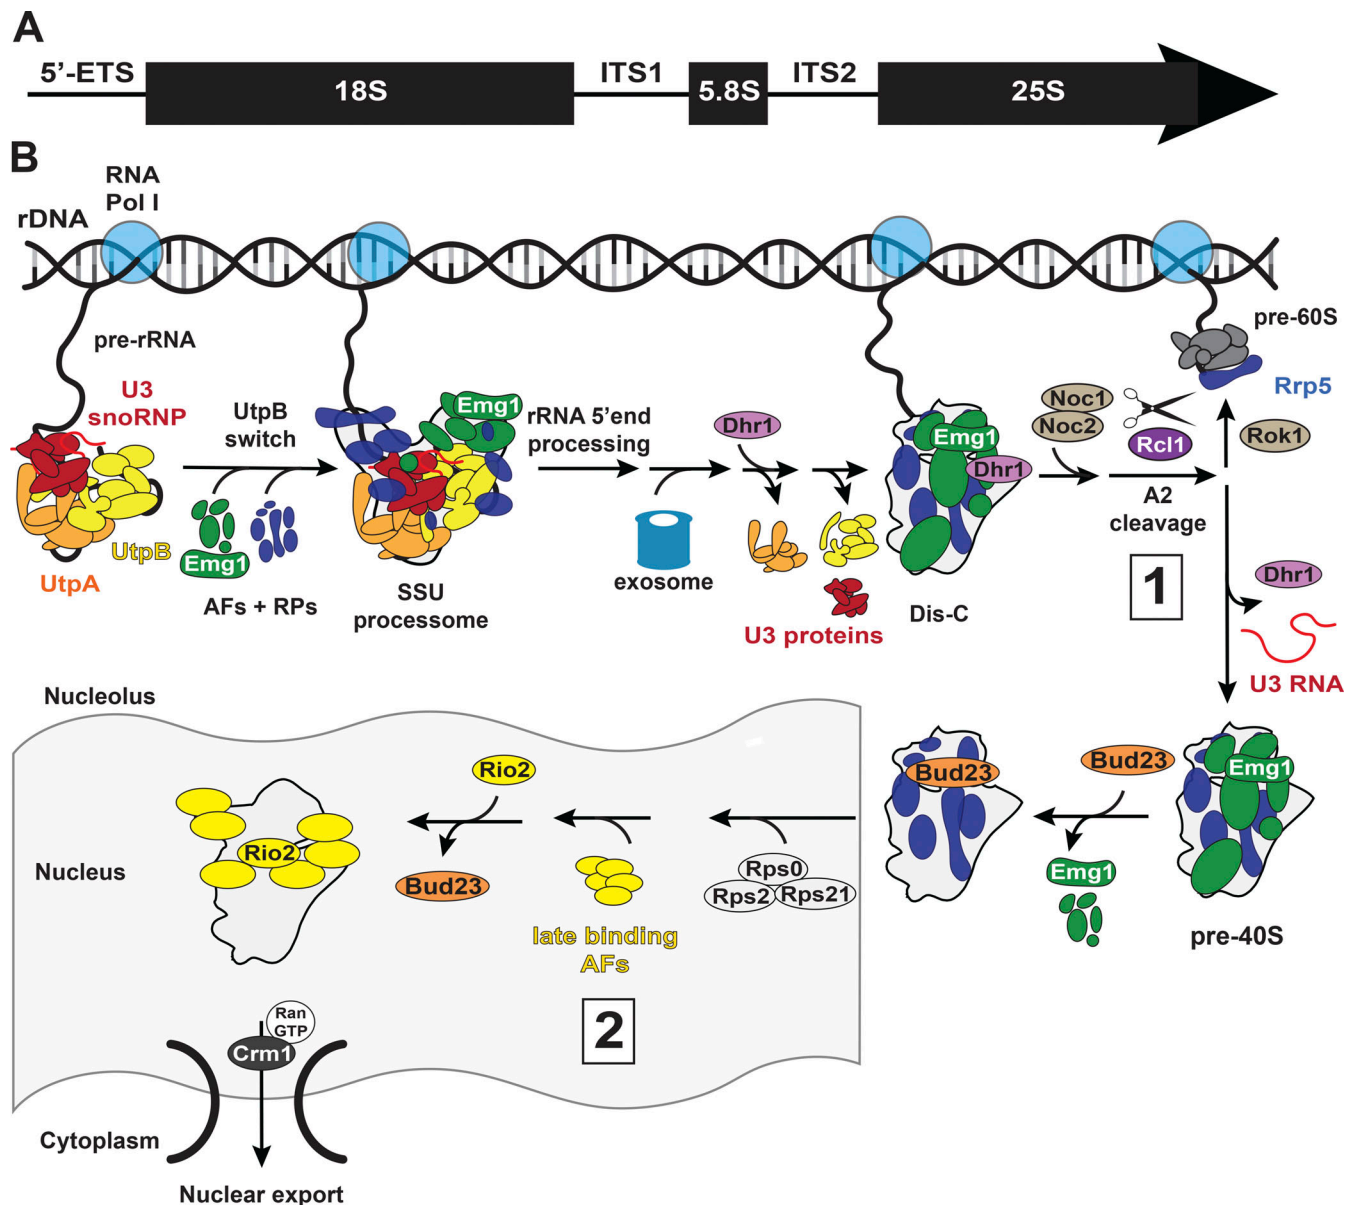 A
5'-ETS
18S
ITS1
5.8S
ITS2
25S
B
RNA
Pol I
rDNA
pre-rRNA
U3
snoRNP
UtpB
UtpA
UtpB
switch
Emg1
AFs + RPs
Emg1
SSU
processome
rRNA 5'end
processing
exosome
Dhr1
U3 proteins
Emg1
Dhr1
Dis-C
Noc1
Noc2
Rcl1
A2
cleavage
1
pre-60S
Rrp5
Rok1
Dhr1
U3 RNA
Emg1
pre-40S
Bud23
Emg1
Bud23
Nucleolus
Nucleus
Rps0
Rps2
Rps21
late binding
AFs
2
Rio2
Bud23
Rio2
Ran
GTP
Crm1
Cytoplasm
Nuclear export